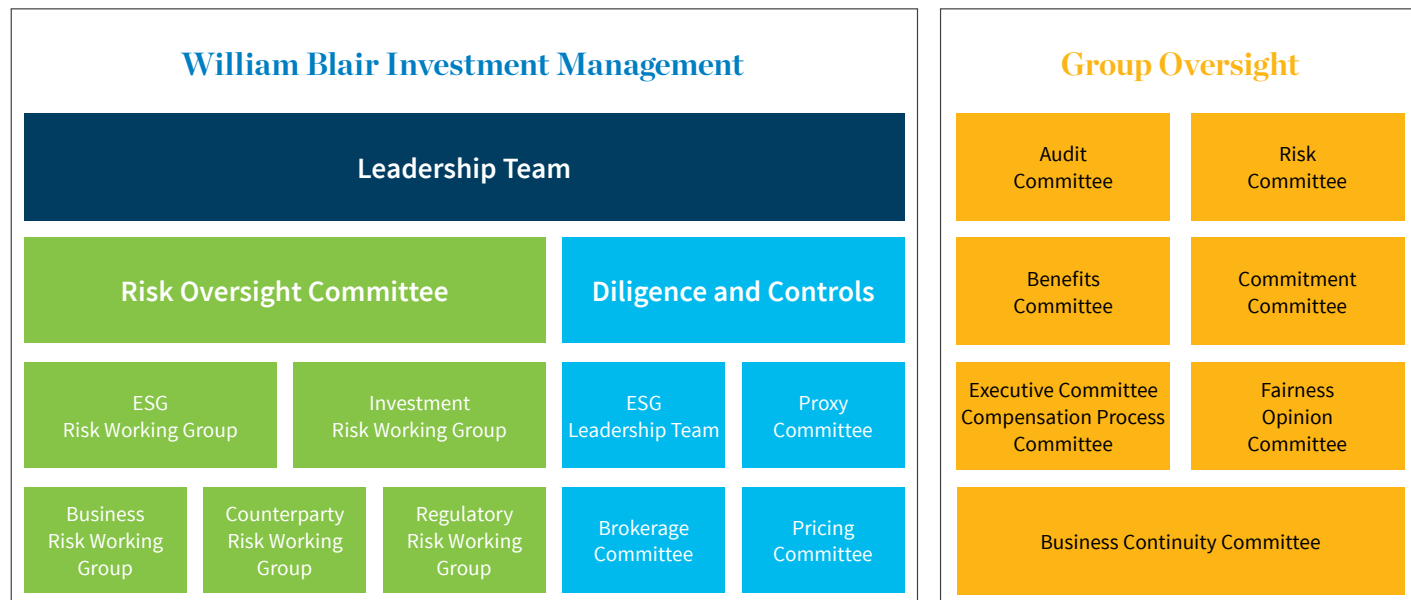 William Blair Investment Management
Leadership Team
Risk Oversight Committee
Diligence and Controls
ESG
Risk Working Group
Investment
Risk Working Group
ESG
Leadership Team
Proxy
Committee
Business
Risk Working
Group
Counterparty
Risk Working
Group
Regulatory
Risk Working
Group
Brokerage
Committee
Pricing
Committee
Group Oversight
Audit
Committee
Risk
Committee
Benefits
Committee
Commitment
Committee
Executive Committee
Compensation Process
Committee
Fairness
Opinion
Committee
Business Continuity Committee